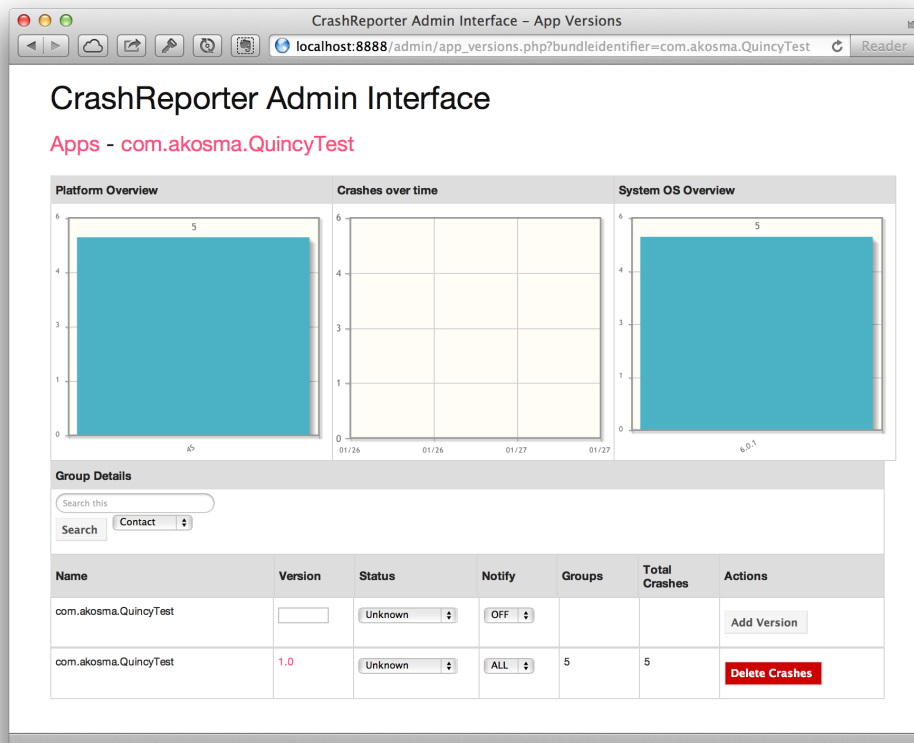 CrashReporter Admin Interface – App Versions
localhost:8888/admin/app_versions.php?bundleidentifier=com.akosma.QuincyTest
Reader
CrashReporter Admin Interface
Apps - com.akosma.QuincyTest
Platform Overview
Crashes over time
System OS Overview
6
5
4
3
1
0
45
6
4
3
1
0
01/26
01/26
01/27
01/27
6
5
4
3
1
0
6.0.1
Group Details
Search this
Search
Contact
Name Version Status Notify Groups Total Crashes Actions
com.akosma.QuincyTest Unknown OFF Add Version
com.akosma.QuincyTest 1.0 Unknown ALL 5 5 Delete Crashes